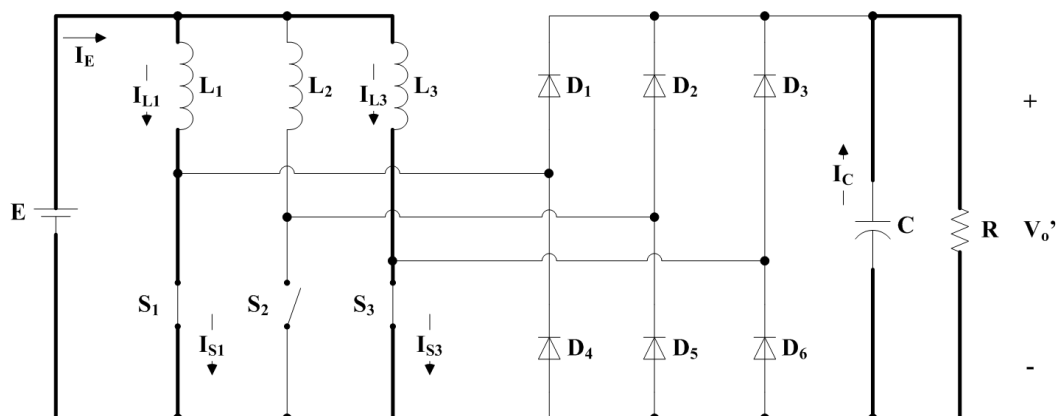 I_E
I_L1 L_1 L_2 I_L3 L_3 D_1 D_2 D_3 +
E I_C C R V_o’
S_1 S_2 S_3
I_S1 I_S3 D_4 D_5 D_6 -